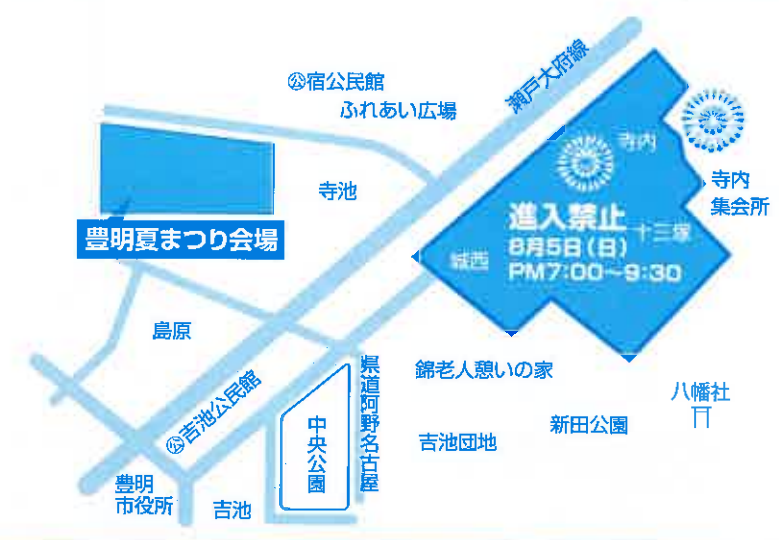 ㊕宿公民館
ふれあい広場
瀬戸大府線
寺池
豊明夏まつり会場
寺内
寺内
集会所
進入禁止
十三塚
8月5日(日)
城西
PM7:00〜9:30
島原
錦老人憩いの家
県道阿野名古屋
八幡社
新田公園
㊕吉池公民館
中央公園
吉池団地
豊明
市役所
吉池